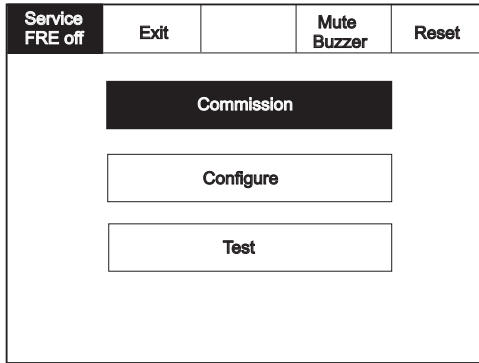 Service
FRE off
Exit
Mute
Buzzer
Reset
Commission
Configure
Test